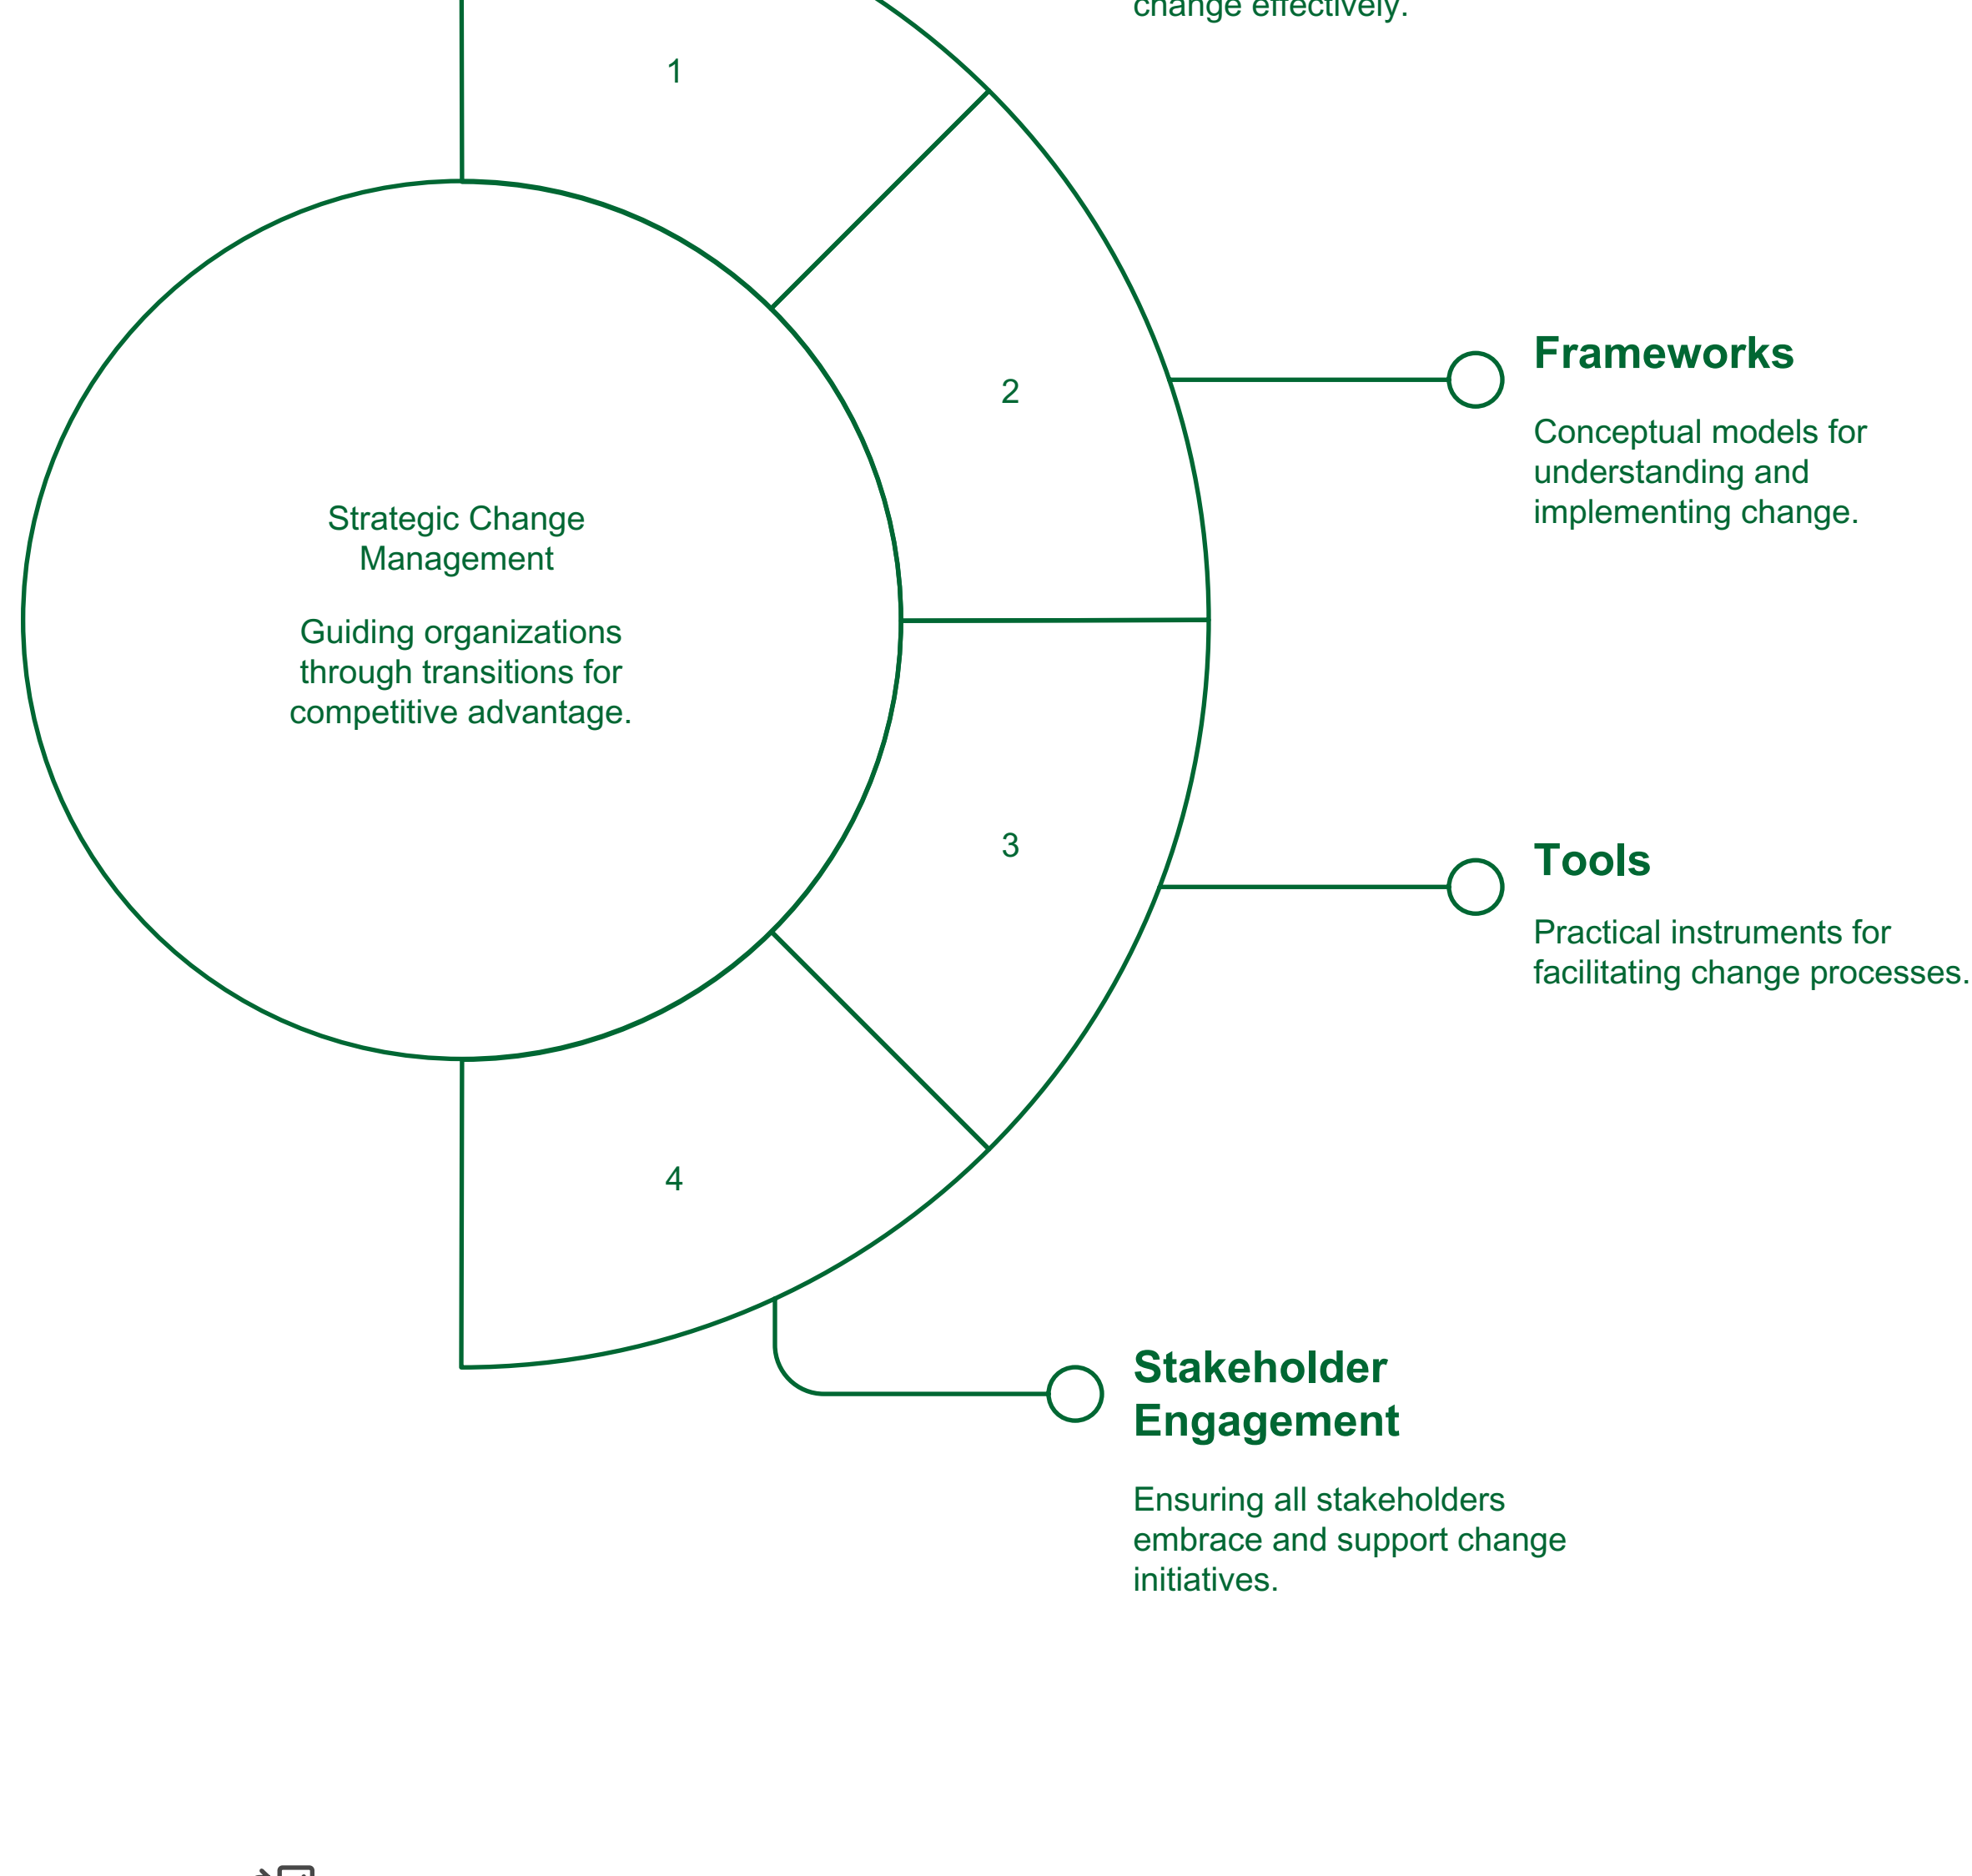 change effectively.
1
2
Frameworks
Conceptual models for
understanding and
implementing change.
Strategic Change
Management
Guiding organizations
through transitions for
competitive advantage.
3
Tools
Practical instruments for
facilitating change processes.
4
Stakeholder
Engagement
Ensuring all stakeholders
embrace and support change
initiatives.